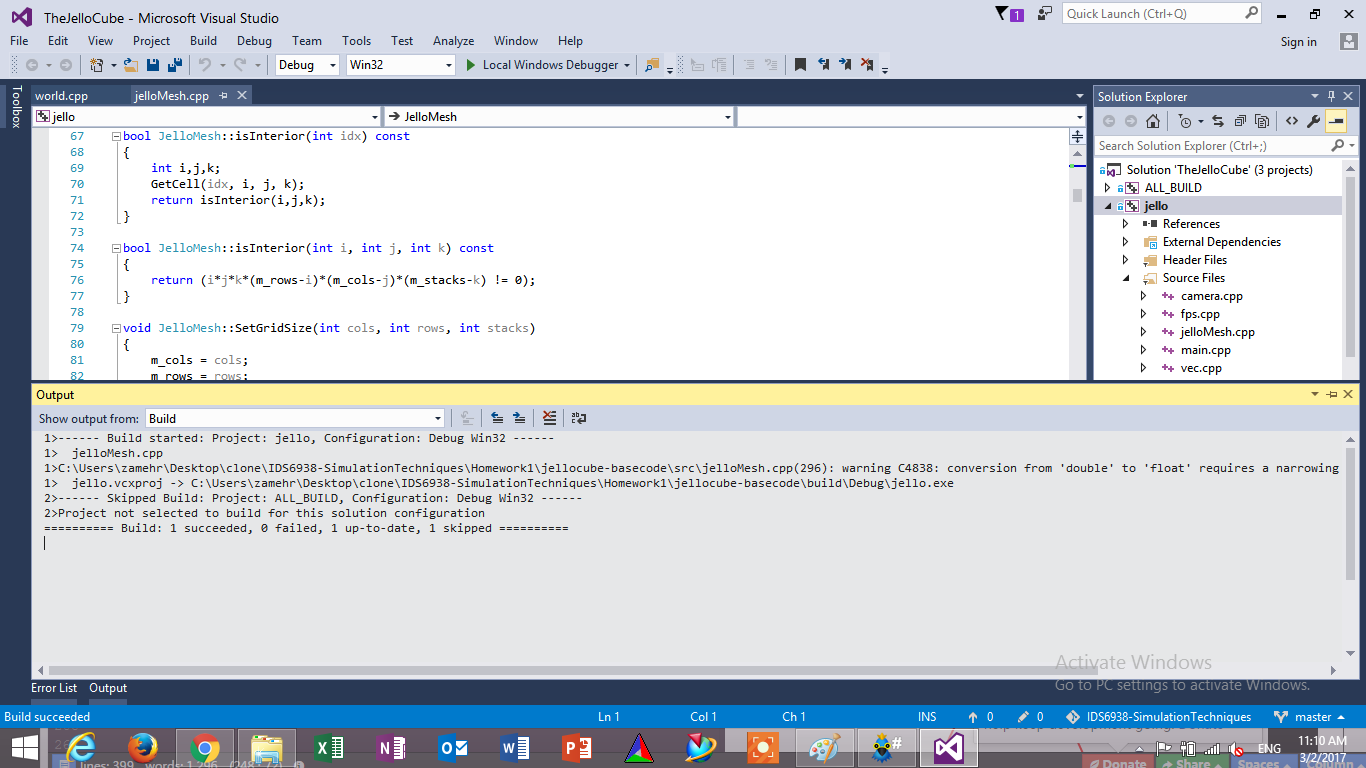 TheJelloCube - Microsoft Visual Studio
1
Quick Launch (Ctrl+Q)
File Edit View Project Build Debug Team Tools Test Analyze Window Help
Sign in
Debug Win32 Local Windows Debugger
Toolbox
world.cpp jelloMesh.cpp
jello JelloMesh
67 bool JelloMesh::isInterior(int idx) const
68 {
69 int i,j,k;
70 GetCell(idx, i, j, k);
71 return isInterior(i,j,k);
72 }
73
74 bool JelloMesh::isInterior(int i, int j, int k) const
75 {
76 return (i*j*k*(m_rows-i)*(m_cols-j)*(m_stacks-k) != 0);
77 }
78
79 void JelloMesh::SetGridSize(int cols, int rows, int stacks)
80 {
81 m_cols = cols;
82 m_rows = rows;
Solution Explorer
Search Solution Explorer (Ctrl+;)
Solution 'TheJelloCube' (3 projects)
ALL_BUILD
jello
References
External Dependencies
Header Files
Source Files
camera.cpp
fps.cpp
jelloMesh.cpp
main.cpp
vec.cpp
Output
Show output from: Build
1>------ Build started: Project: jello, Configuration: Debug Win32 ------
1> jelloMesh.cpp
1>C:\Users\zamehr\Desktop\clone\IDS6938-SimulationTechniques\Homework1\jellocube-basecode\src\jelloMesh.cpp(296): warning C4838: conversion from 'double' to 'float' requires a narrowing
1> jello.vcxproj -> C:\Users\zamehr\Desktop\clone\IDS6938-SimulationTechniques\Homework1\jellocube-basecode\build\Debug\jello.exe
2>------ Skipped Build: Project: ALL_BUILD, Configuration: Debug Win32 ------
2>Project not selected to build for this solution configuration
========== Build: 1 succeeded, 0 failed, 1 up-to-date, 1 skipped ==========
Activate Windows
Go to PC settings to activate Windows.
Error List Output
Build succeeded Ln 1 Col 1 Ch 1 INS 0 0 IDS6938-SimulationTechniques master
ENG
11:10 AM
3/2/2017
lines: 399 words: 1,296
Donate Share Spaces Column